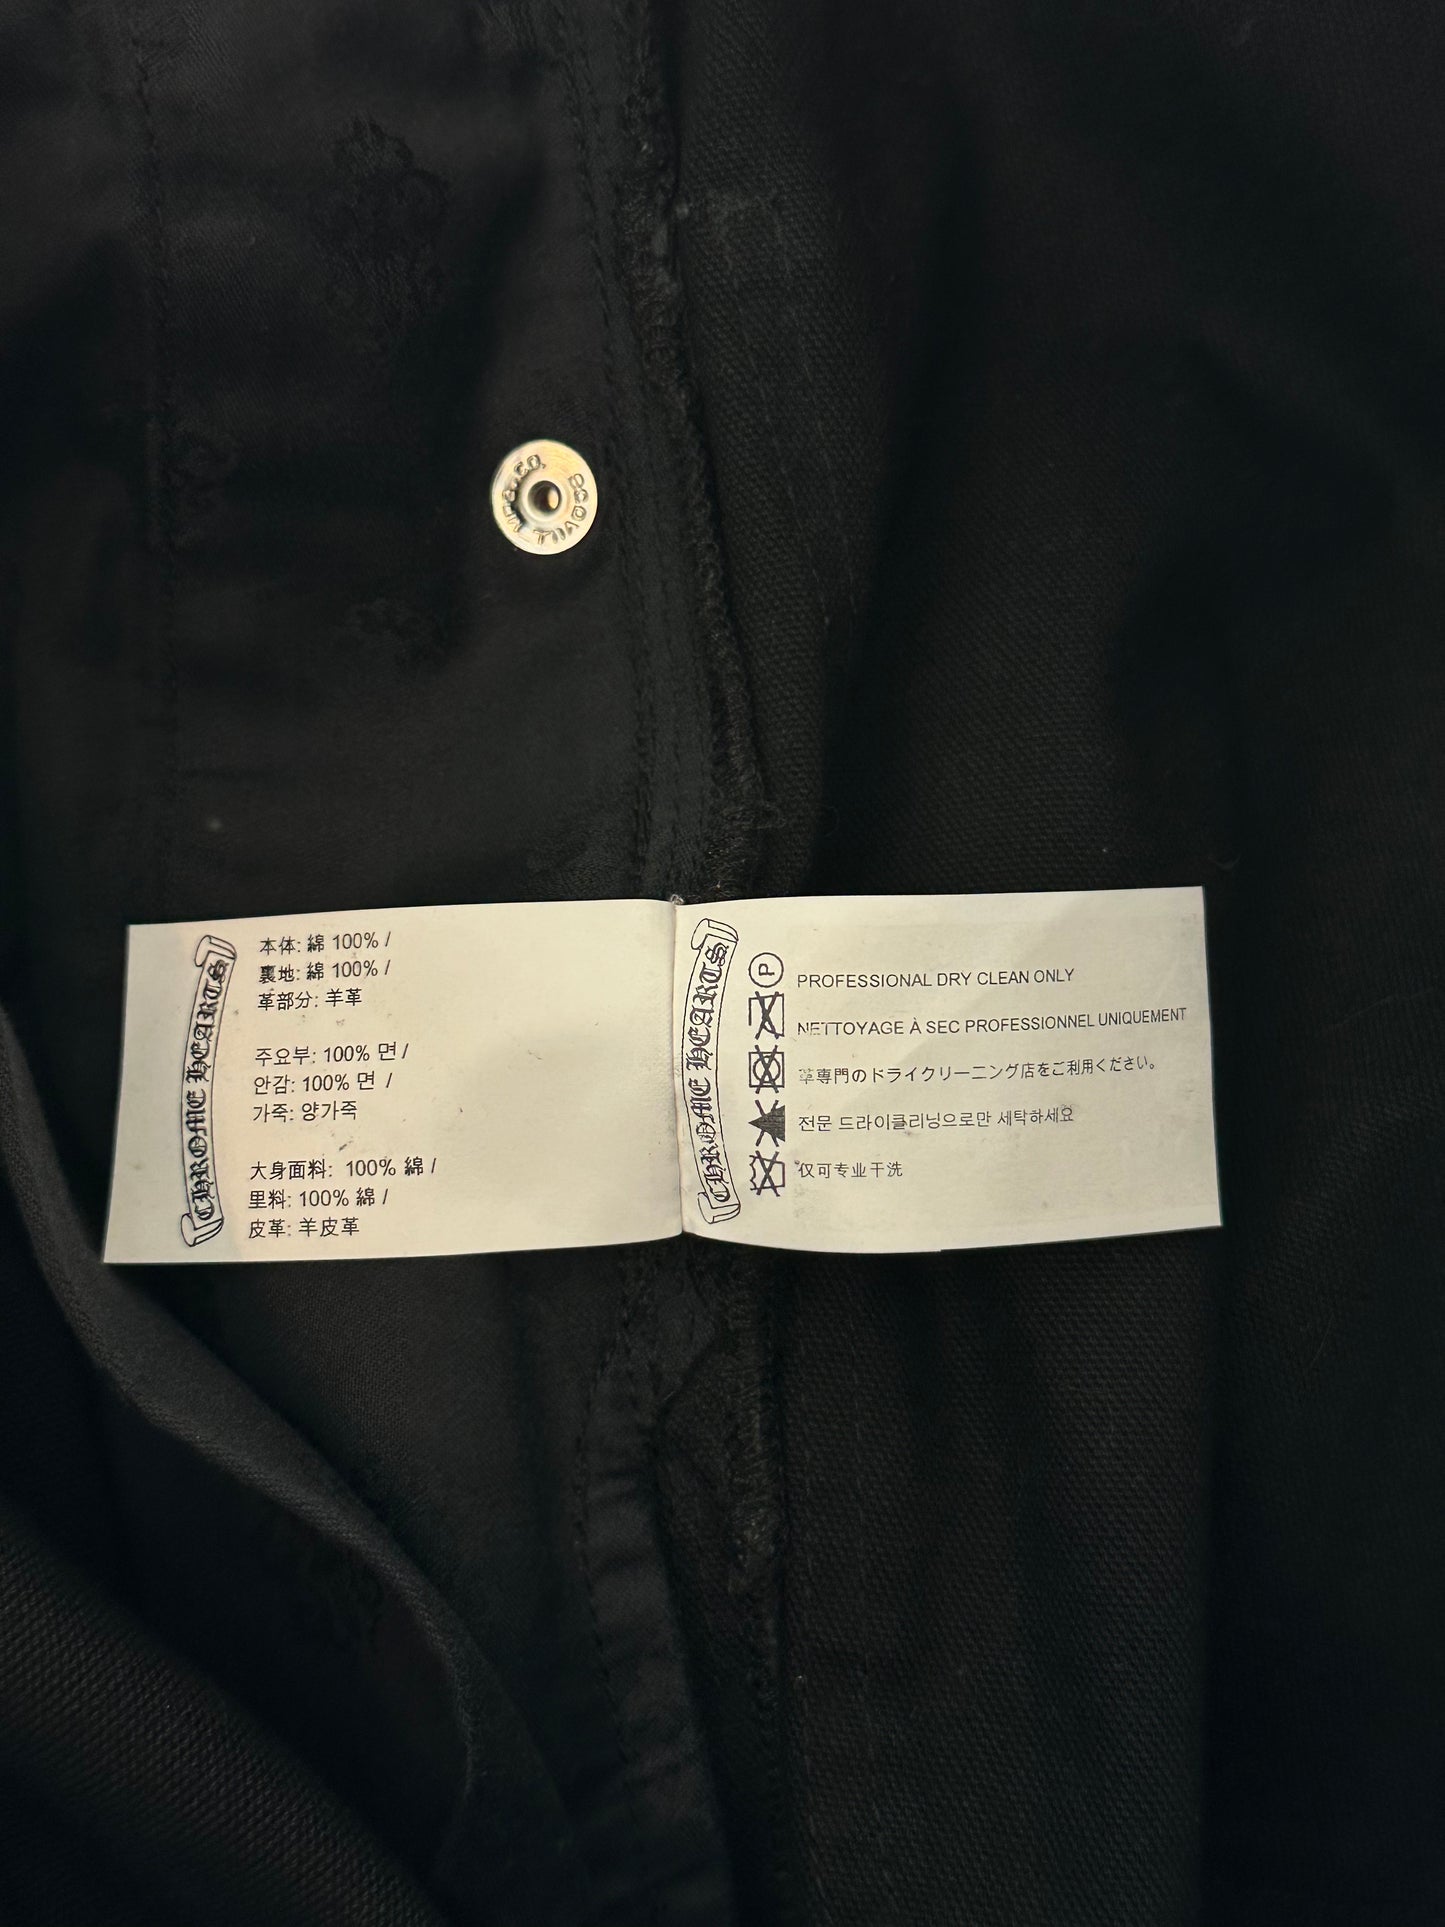 SCOVILL MFG. CO.
CHROME HEARTS
本体: 綿 100% /
裏地: 綿 100% /
革部分: 羊革
주요부: 100% 면 /
안감: 100% 면 /
가죽: 양가죽
大身面料: 100% 綿 /
里料: 100% 綿 /
皮革: 羊皮革
CHROME HEARTS
P
PROFESSIONAL DRY CLEAN ONLY
NETTOYAGE À SEC PROFESSIONNEL UNIQUEMENT
革専門のドライクリーニング店をご利用ください。
전문 드라이클리닝으로만 세탁하세요
仅可专业干洗